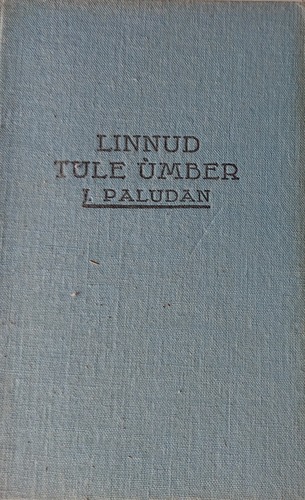 LINNUD
TULE ÜMBER
J. PALUDAN